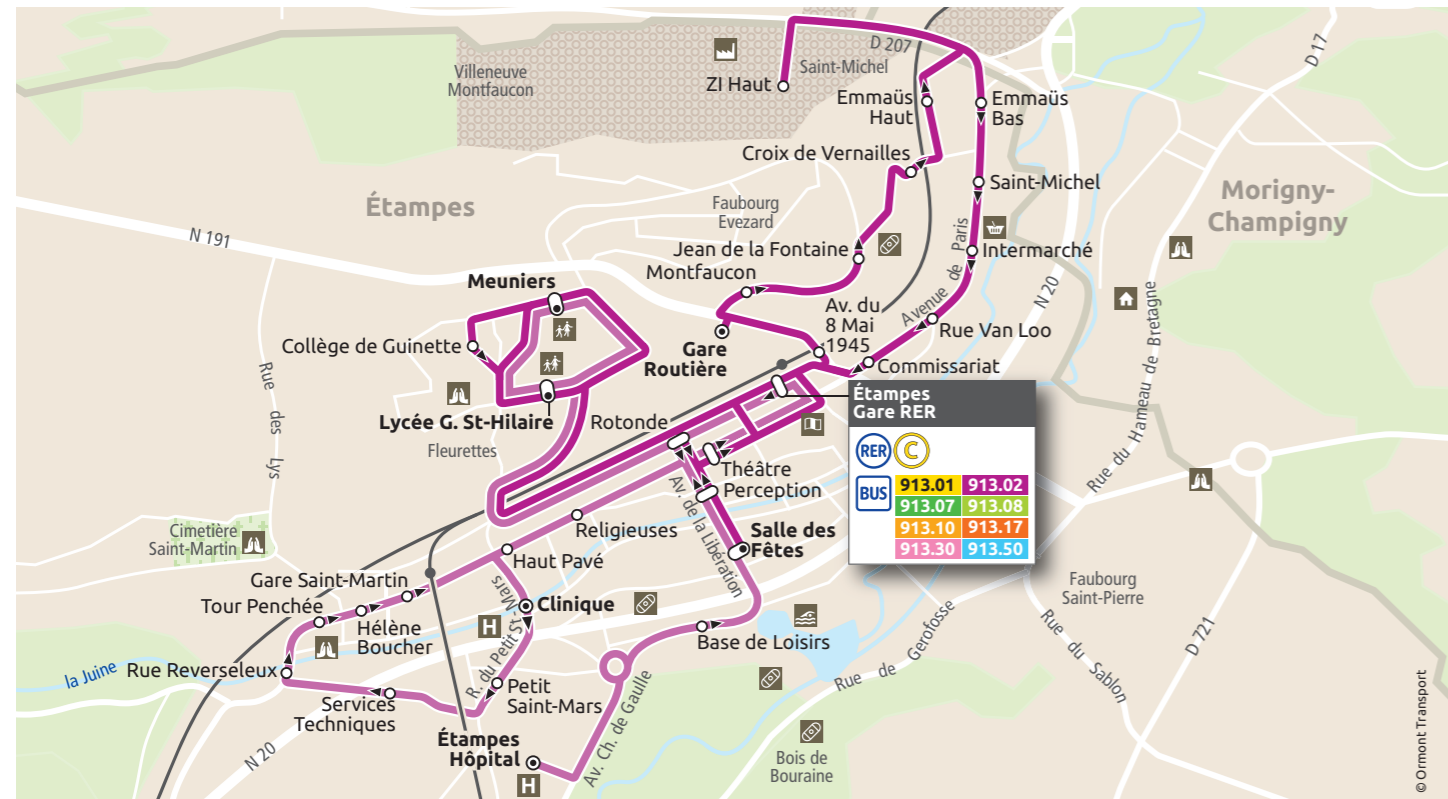 D 207
Saint-Michel
Villeneuve
Montfaucon
ZI Haut
D 17
Emmaüs
Haut
Emmaüs
Bas
Croix de Vernailles
Saint-Michel
Étampes
Morigny-
Champigny
Faubourg
Evezard
N 191
Jean de la Fontaine
Intermarché
Avenue de Paris
Montfaucon
Meuniers
N 20
Av. du
8 Mai
1945
Rue Van Loo
Rue du Hameau de Bretagne
Collège de Guinette
Gare
Routière
Commissariat
Rue des Lys
Lycée G. St-Hilaire
Rotonde
Étampes
Gare RER
Fleurettes
RER C
BUS
913.01 913.02
913.07 913.08
913.10 913.17
913.30 913.50
Théâtre
Perception
Av. de la Libération
Religieuses
Cimetière
Saint-Martin
Salle des
Fêtes
Haut Pavé
Gare Saint-Martin
Tour Penchée
Hélène
Boucher
Clinique
H
R. du Petit St-Mars
Faubourg
Saint-Pierre
Base de Loisirs
Rue de Gerofosse
Rue du Sablon
D 721
la Juine
Rue Reverseleux
Services
Techniques
Petit
Saint-Mars
Av. Ch. de Gaulle
N 20
Étampes
Hôpital
H
Bois de
Bouraine
© Ormont Transport